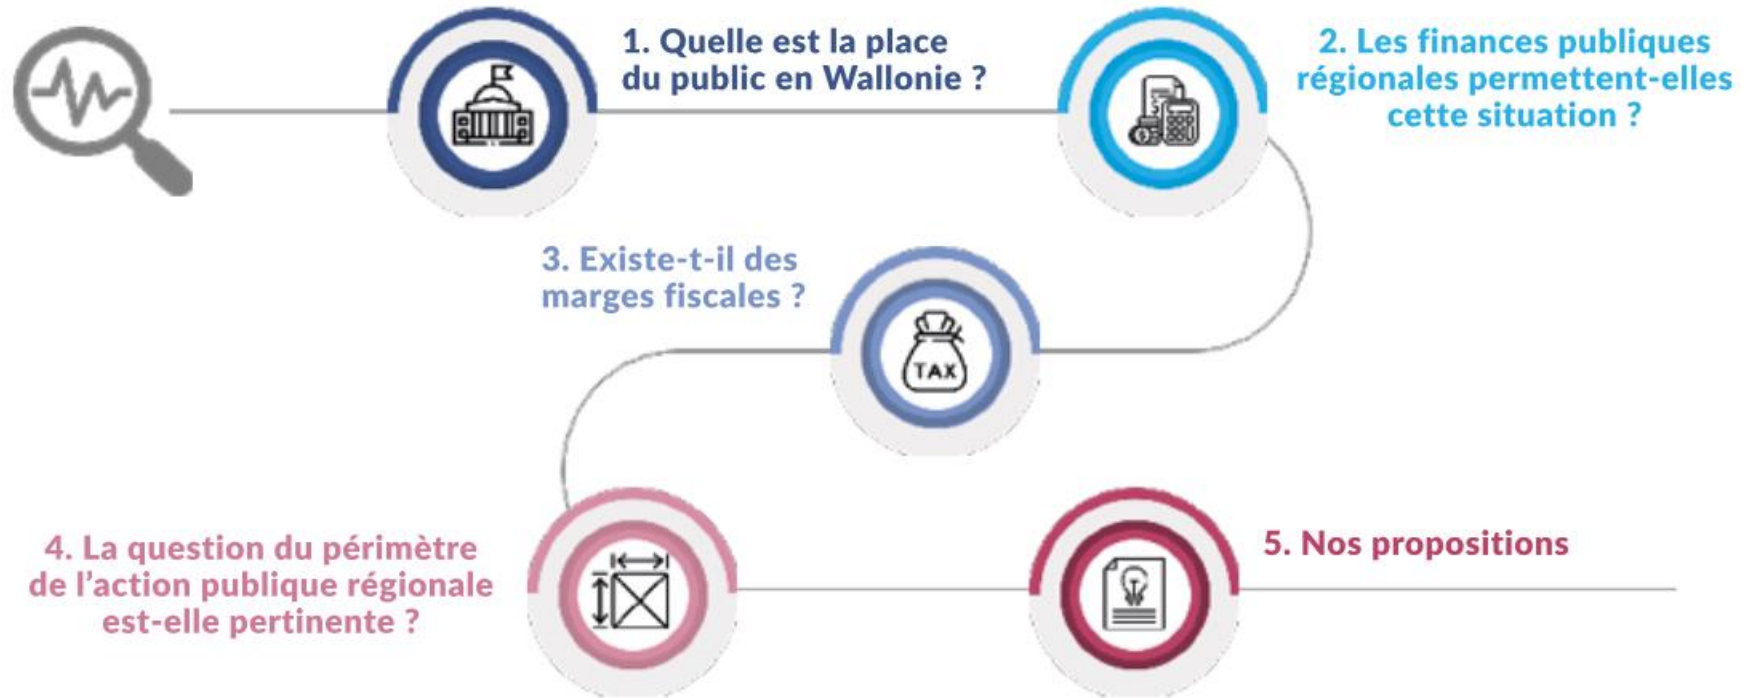 1. Quelle est la place
du public en Wallonie ?
2. Les finances publiques
régionales permettent-elles
cette situation ?
3. Existe-t-il des
marges fiscales ?
TAX
4. La question du périmètre
de l’action publique régionale
est-elle pertinente ?
5. Nos propositions